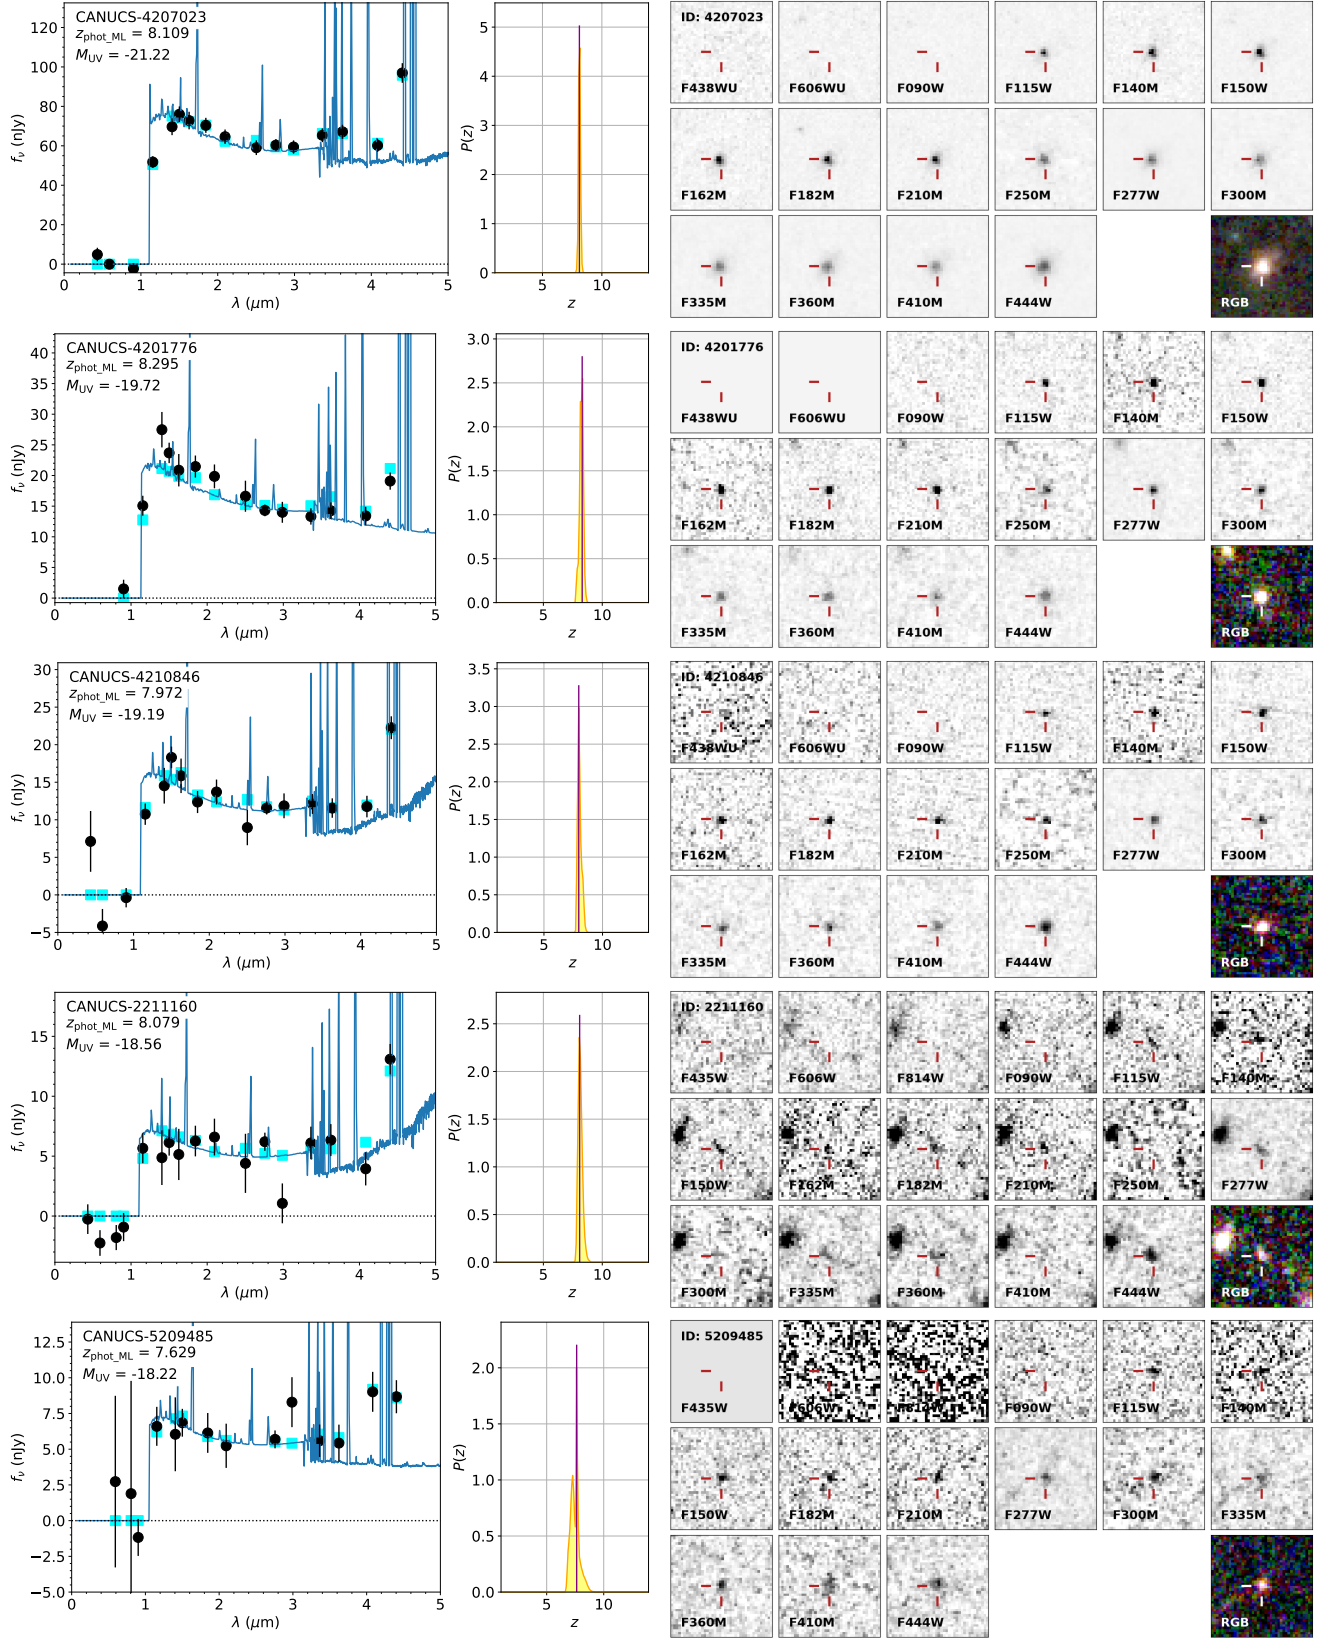 CANUCS-4207023
z_phot_ML = 8.109
M_UV = -21.22
f_ν (nJy)
120
100
80
60
40
20
0
0 1 2 3 4 5
λ (μm)
P(z)
5
4
3
2
1
0
5 10
z
ID: 4207023
F438WU F606WU F090W F115W F140M F150W
F162M F182M F210M F250M F277W F300M
F335M F360M F410M F444W RGB
CANUCS-4201776
z_phot_ML = 8.295
M_UV = -19.72
f_ν (nJy)
40
35
30
25
20
15
10
5
0
0 1 2 3 4 5
λ (μm)
P(z)
3.0
2.5
2.0
1.5
1.0
0.5
0.0
5 10
z
ID: 4201776
F438WU F606WU F090W F115W F140M F150W
F162M F182M F210M F250M F277W F300M
F335M F360M F410M F444W RGB
CANUCS-4210846
z_phot_ML = 7.972
M_UV = -19.19
f_ν (nJy)
30
25
20
15
10
5
0
−5
0 1 2 3 4 5
λ (μm)
P(z)
3.5
3.0
2.5
2.0
1.5
1.0
0.5
0.0
5 10
z
ID: 4210846
F438WU F606WU F090W F115W F140M F150W
F162M F182M F210M F250M F277W F300M
F335M F360M F410M F444W RGB
CANUCS-2211160
z_phot_ML = 8.079
M_UV = -18.56
f_ν (nJy)
15
10
5
0
0 1 2 3 4 5
λ (μm)
P(z)
2.5
2.0
1.5
1.0
0.5
0.0
5 10
z
ID: 2211160
F435W F606W F814W F090W F115W F140M
F150W F162M F182M F210M F250M F277W
F300M F335M F360M F410M F444W RGB
CANUCS-5209485
z_phot_ML = 7.629
M_UV = -18.22
f_ν (nJy)
12.5
10.0
7.5
5.0
2.5
0.0
−2.5
−5.0
0 1 2 3 4 5
λ (μm)
P(z)
2.0
1.5
1.0
0.5
0.0
5 10
z
ID: 5209485
F435W F606W F814W F090W F115W F140M
F150W F182M F210M F277W F300M F335M
F360M F410M F444W RGB